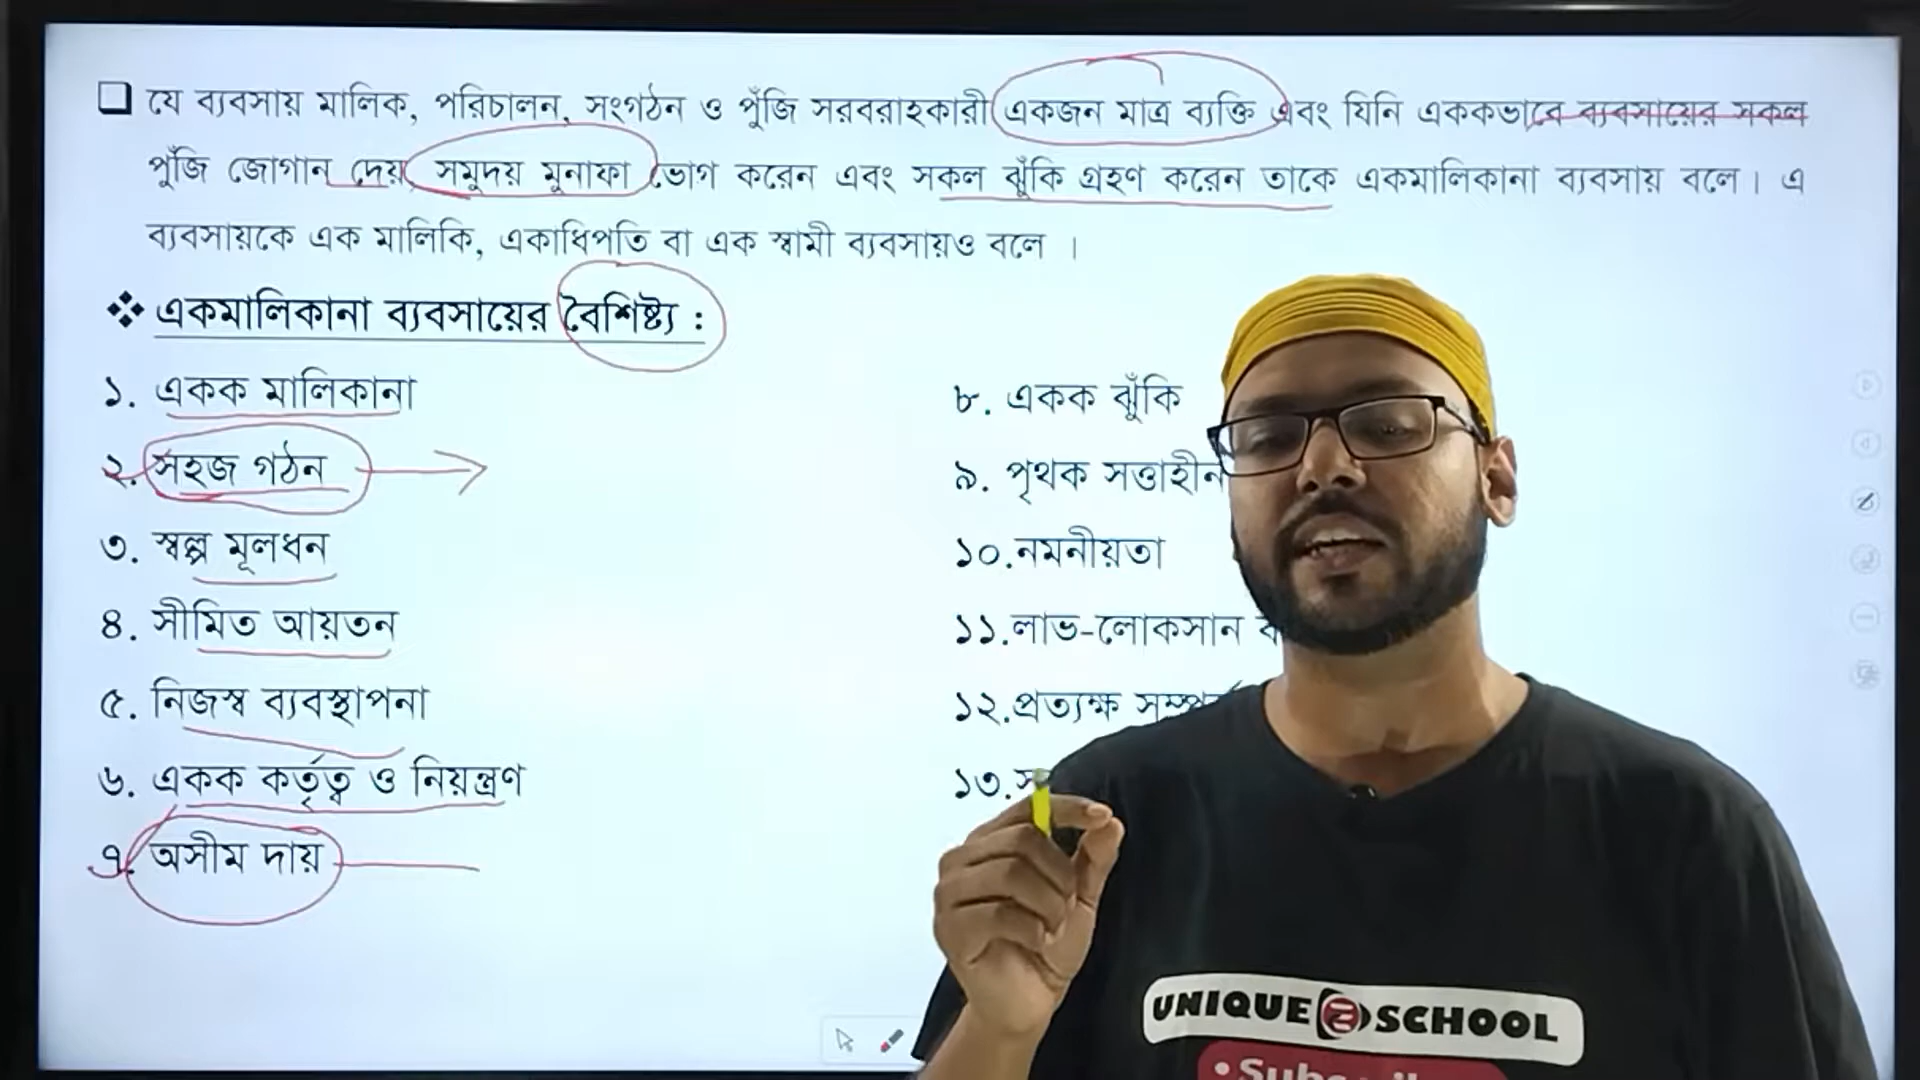 যে ব্যবসায় মালিক, পরিচালন, সংগঠন ও পুঁজি সরবরাহকারী একজন মাত্র ব্যক্তি এবং যিনি এককভাবে ব্যবসায়ের সকল
পুঁজি জোগান দেয়, সমুদয় মুনাফা ভোগ করেন এবং সকল ঝুঁকি গ্রহণ করেন তাকে একমালিকানা ব্যবসায় বলে। এ
ব্যবসায়কে এক মালিকি, একাধিপতি বা এক স্বামী ব্যবসায়ও বলে ।
একমালিকানা ব্যবসায়ের বৈশিষ্ট্য :
১. একক মালিকানা
২. সহজ গঠন
৩. স্বল্প মূলধন
৪. সীমিত আয়তন
৫. নিজস্ব ব্যবস্থাপনা
৬. একক কর্তৃত্ব ও নিয়ন্ত্রণ
৭. অসীম দায়
৮. একক ঝুঁকি
৯. পৃথক সত্তাহীন
১০.নমনীয়তা
১১.লাভ-লোকসান
১২.প্রত্যক্ষ
১৩.
UNIQUE SCHOOL